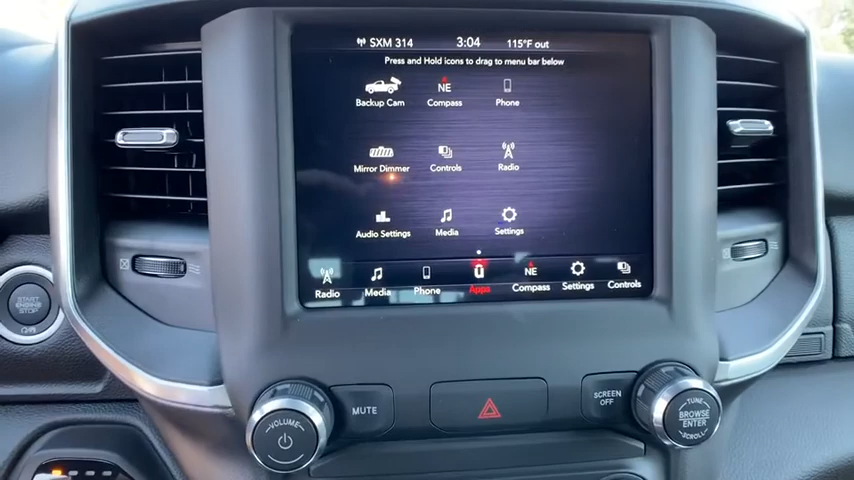 SXM 314 3:04 115°F out
Press and Hold icons to drag to menu bar below
Backup Cam
NE
Compass
Phone
Mirror Dimmer
Controls
Radio
Audio Settings
Media
Settings
Radio
Media
Phone
Apps
NE
Compass
Settings
Controls
START
ENGINE
STOP
VOLUME
MUTE
SCREEN
OFF
TUNE
BROWSE
ENTER
SCROLL